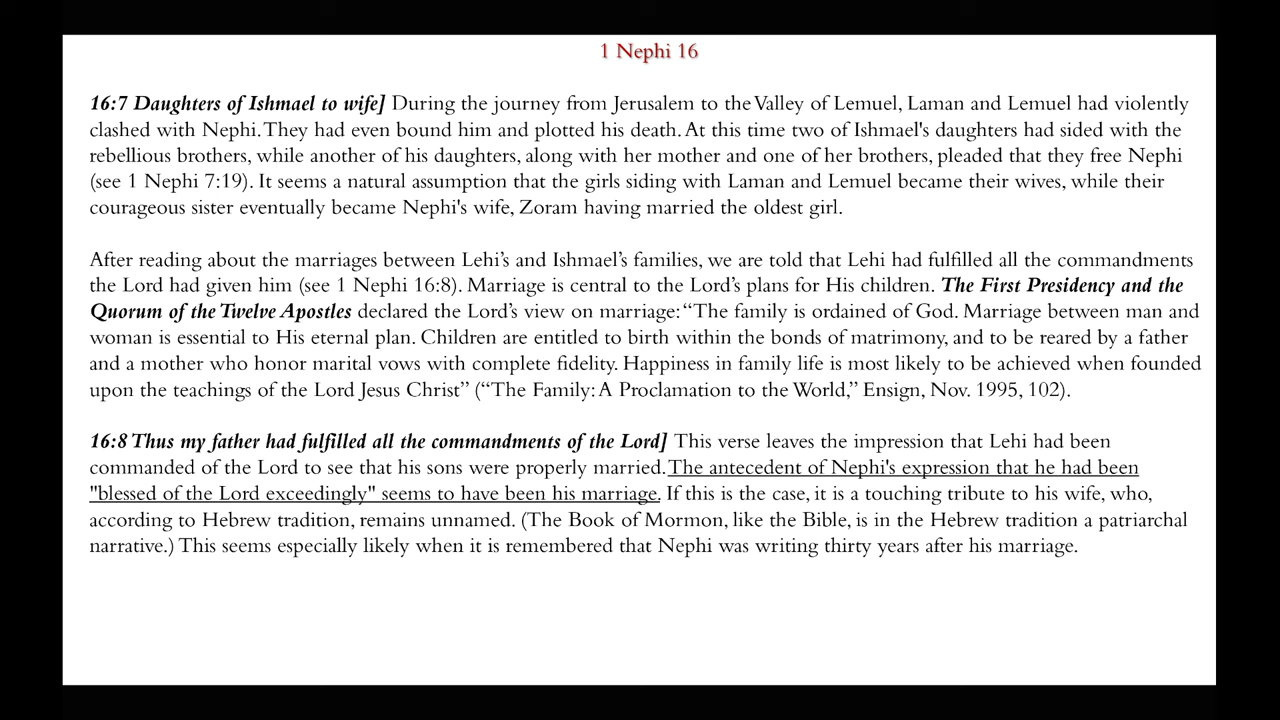 1 Nephi 16
16:7 Daughters of Ishmael to wife] During the journey from Jerusalem to the Valley of Lemuel, Laman and Lemuel had violently
clashed with Nephi. They had even bound him and plotted his death. At this time two of Ishmael's daughters had sided with the
rebellious brothers, while another of his daughters, along with her mother and one of her brothers, pleaded that they free Nephi
(see 1 Nephi 7:19). It seems a natural assumption that the girls siding with Laman and Lemuel became their wives, while their
courageous sister eventually became Nephi's wife, Zoram having married the oldest girl.
After reading about the marriages between Lehi’s and Ishmael’s families, we are told that Lehi had fulfilled all the commandments
the Lord had given him (see 1 Nephi 16:8). Marriage is central to the Lord’s plans for His children. The First Presidency and the
Quorum of the Twelve Apostles declared the Lord’s view on marriage: “The family is ordained of God. Marriage between man and
woman is essential to His eternal plan. Children are entitled to birth within the bonds of matrimony, and to be reared by a father
and a mother who honor marital vows with complete fidelity. Happiness in family life is most likely to be achieved when founded
upon the teachings of the Lord Jesus Christ” (“The Family: A Proclamation to the World,” Ensign, Nov. 1995, 102).
16:8 Thus my father had fulfilled all the commandments of the Lord] This verse leaves the impression that Lehi had been
commanded of the Lord to see that his sons were properly married. The antecedent of Nephi's expression that he had been
"blessed of the Lord exceedingly" seems to have been his marriage. If this is the case, it is a touching tribute to his wife, who,
according to Hebrew tradition, remains unnamed. (The Book of Mormon, like the Bible, is in the Hebrew tradition a patriarchal
narrative.) This seems especially likely when it is remembered that Nephi was writing thirty years after his marriage.